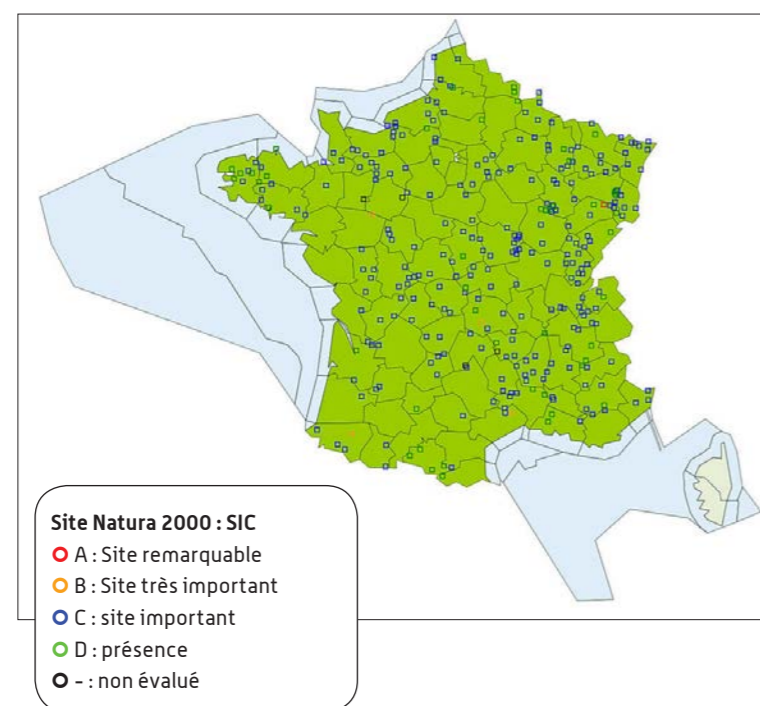 Site Natura 2000 : SIC
A : Site remarquable
B : Site très important
C : site important
D : présence
- : non évalué